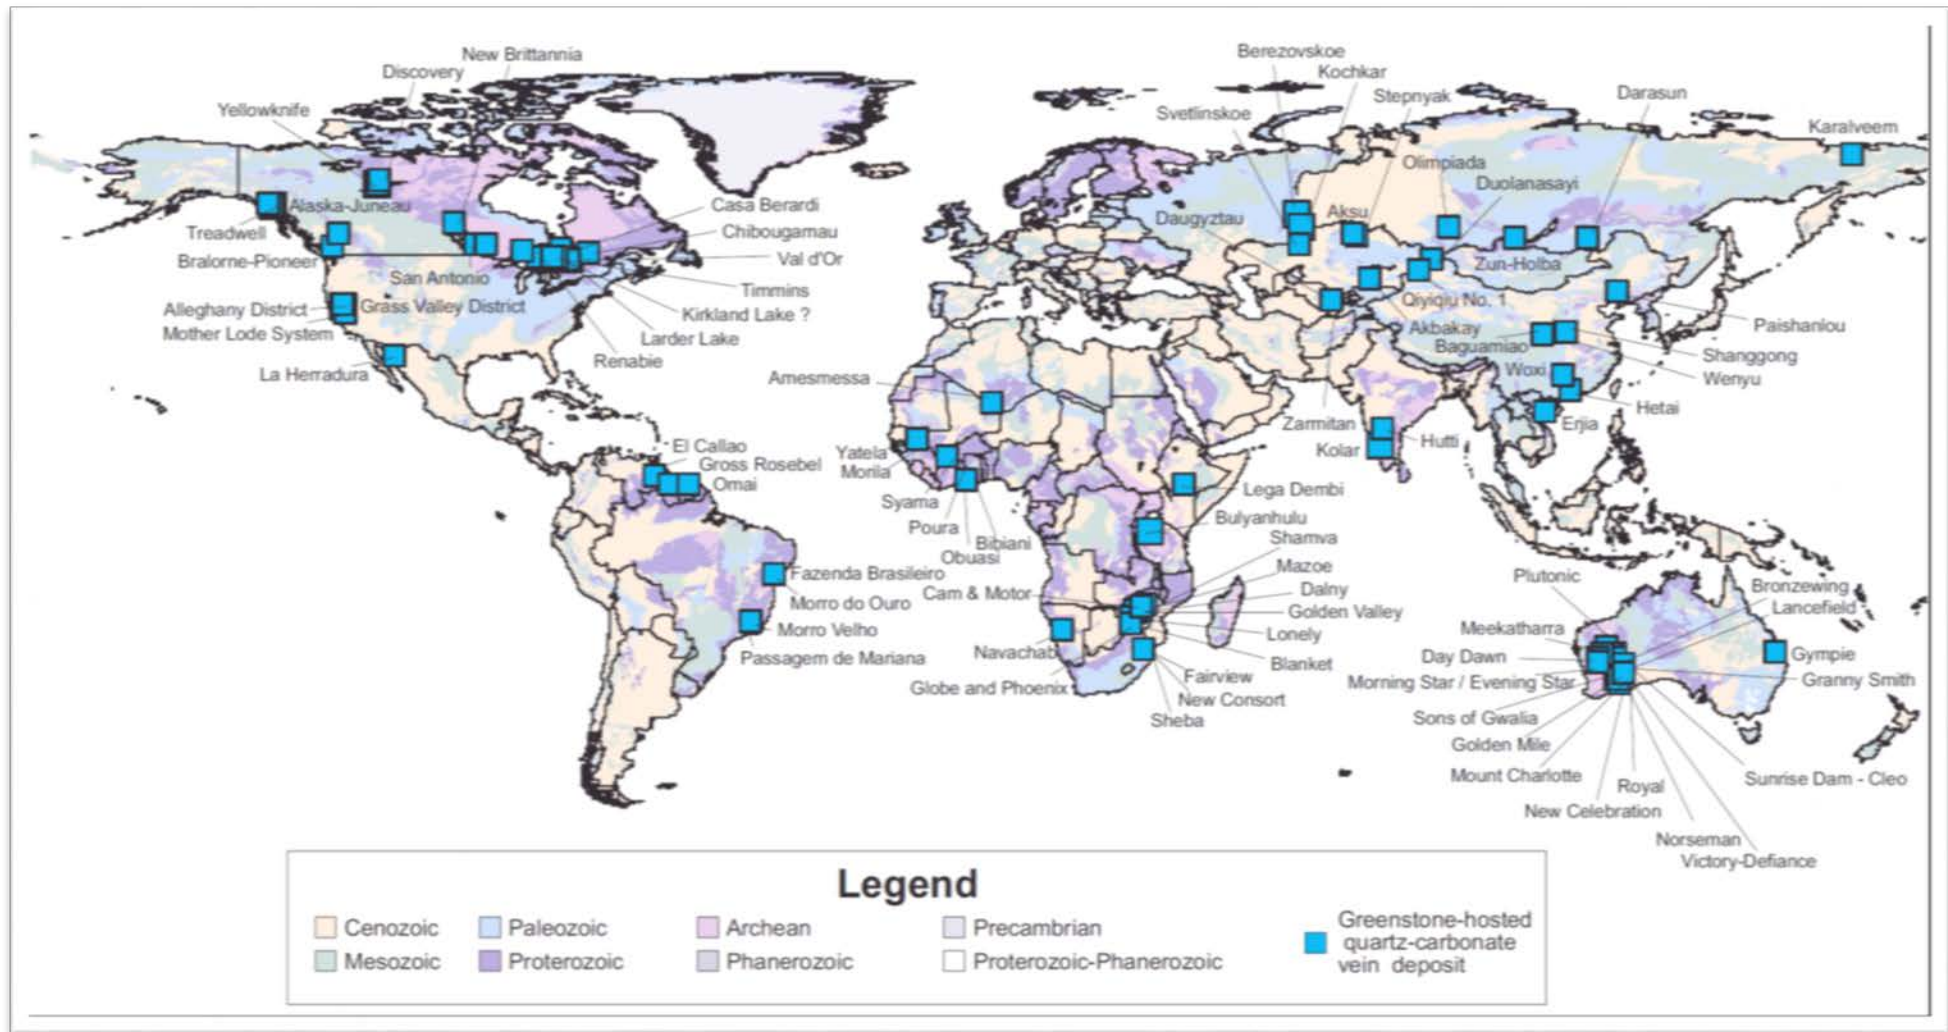 New Brittannia
Discovery
Yellowknife
Alaska-Juneau
Treadwell
Bralorne-Pioneer
San Antonio
Alleghany District
Grass Valley District
Mother Lode System
La Herradura
Casa Berardi
Chibougamau
Val d'Or
Timmins
Kirkland Lake ?
Larder Lake
Renabie
El Callao
Gross Rosebel
Omai
Fazenda Brasileiro
Morro do Ouro
Morro Velho
Passagem de Mariana
Amesmessa
Yatela
Morila
Syama
Poura
Obuasi
Bibiani
Lega Dembi
Bulyanhulu
Shamva
Mazoe
Cam & Motor
Dalny
Golden Valley
Lonely
Blanket
Navachab
Globe and Phoenix
Fairview
New Consort
Sheba
Berezovskoe
Kochkar
Stepnyak
Svetlinskoe
Darasun
Karalveem
Olimpiada
Duolanasayi
Daugyztau
Aksu
Zun-Holba
Qiyiqiu No. 1
Akbakay
Baguamiao
Paishanlou
Shanggong
Wenyu
Woxi
Hetai
Erjia
Zarmitan
Hutti
Kolar
Plutonic
Bronzewing
Lancefield
Meekatharra
Day Dawn
Gympie
Morning Star / Evening Star
Granny Smith
Sons of Gwalia
Golden Mile
Mount Charlotte
Sunrise Dam - Cleo
Royal
New Celebration
Norseman
Victory-Defiance
Legend
Cenozoic
Paleozoic
Archean
Precambrian
Mesozoic
Proterozoic
Phanerozoic
Proterozoic-Phanerozoic
Greenstone-hosted
quartz-carbonate
vein deposit